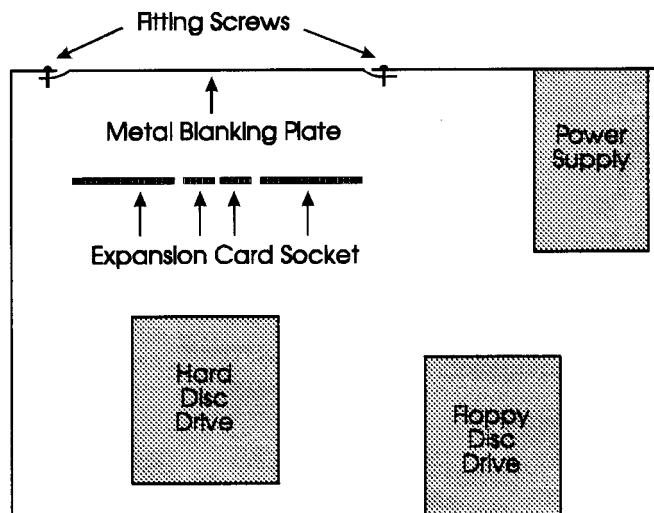 Fitting Screws
Metal Blanking Plate
Power
Supply
Expansion Card Socket
Hard
Disc
Drive
Floppy
Disc
Drive